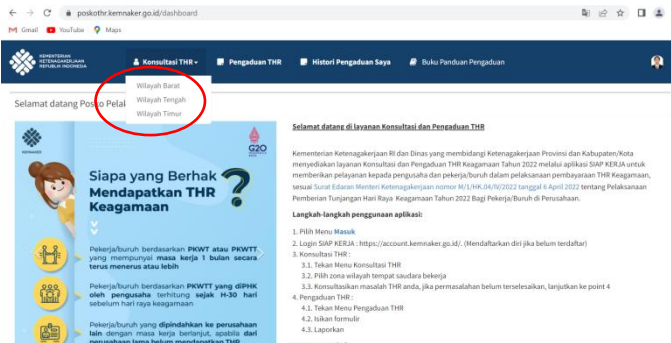 poskothr.kemnaker.go.id/dashboard
Gmail YouTube Maps
KEMENTERIAN
KETENAGAKERJAAN
REPUBLIK INDONESIA
Konsultasi THR Pengaduan THR Histori Pengaduan Saya Buku Panduan Pengaduan
Wilayah Barat
Wilayah Tengah
Wilayah Timur
Selamat datang Posko Pelak
KEMNAKER
G20
Siapa yang Berhak
Mendapatkan THR
Keagamaan
Pekerja/buruh berdasarkan PKWT atau PKWTT
yang mempunyai masa kerja 1 bulan secara
terus menerus atau lebih
Pekerja/buruh berdasarkan PKWTT yang diPHK
oleh pengusaha terhitung sejak H-30 hari
sebelum hari raya keagamaan
Pekerja/buruh yang dipindahkan ke perusahaan
lain dengan masa kerja berlanjut, apabila dari
perusahaan lama belum mendapatkan THR
Selamat datang di layanan Konsultasi dan Pengaduan THR
Kementerian Ketenagakerjaan RI dan Dinas yang membidangi Ketenagakerjaan Provinsi dan Kabupaten/Kota
menyediakan layanan Konsultasi dan Pengaduan THR Keagamaan Tahun 2022 melalui aplikasi SIAP KERJA untuk
memberikan pelayanan kepada pengusaha dan pekerja/buruh dalam pelaksanaan pembayaran THR Keagamaan,
sesuai Surat Edaran Menteri Ketenagakerjaan nomor M/1/HK.04/IV/2022 tanggal 6 April 2022 tentang Pelaksanaan
Pemberian Tunjangan Hari Raya Keagamaan Tahun 2022 Bagi Pekerja/Buruh di Perusahaan.
Langkah-langkah penggunaan aplikasi:
1. Pilih Menu Masuk
2. Login SIAP KERJA : https://account.kemnaker.go.id/. (Mendaftarkan diri jika belum terdaftar)
3. Konsultasi THR :
3.1. Tekan Menu Konsultasi THR
3.2. Pilih zona wilayah tempat saudara bekerja
3.3. Konsultasikan masalah THR anda, jika permasalahan belum terselesaikan, lanjutkan ke point 4
4. Pengaduan THR :
4.1. Tekan Menu Pengaduan THR
4.2. Isikan formulir
4.3. Laporkan